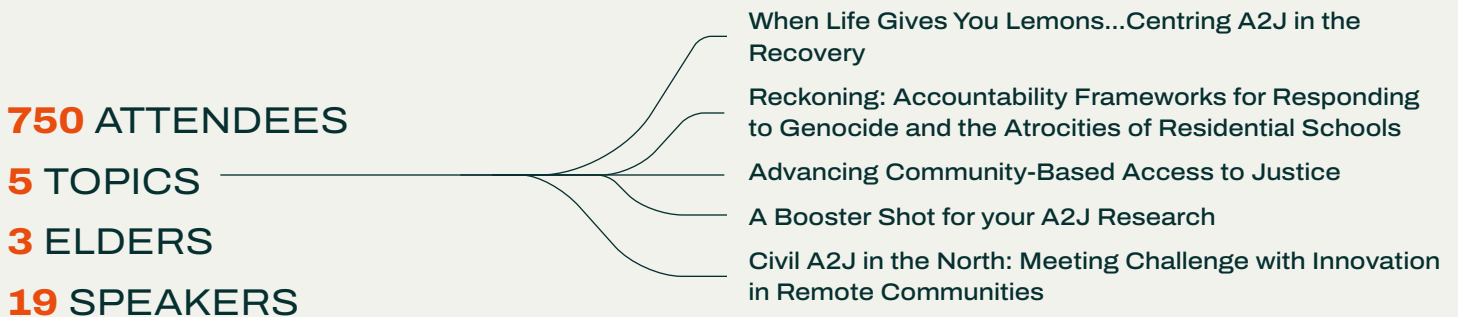 750 ATTENDEES
5 TOPICS
3 ELDERS
19 SPEAKERS
When Life Gives You Lemons...Centring A2J in the
Recovery
Reckoning: Accountability Frameworks for Responding
to Genocide and the Atrocities of Residential Schools
Advancing Community-Based Access to Justice
A Booster Shot for your A2J Research
Civil A2J in the North: Meeting Challenge with Innovation
in Remote Communities